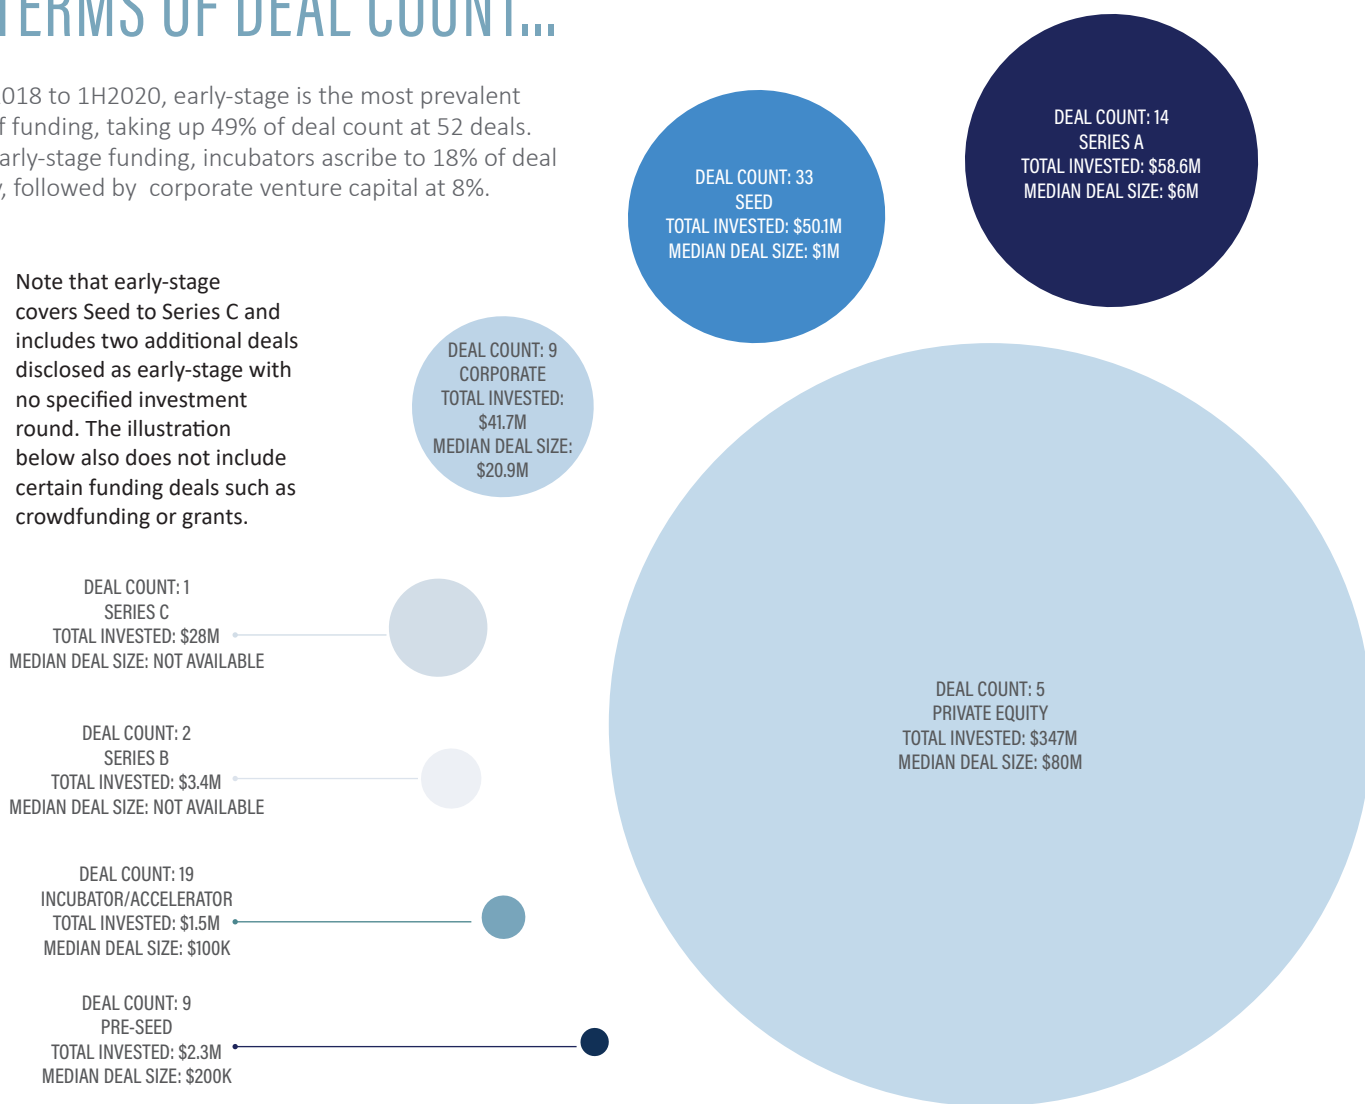 TERMS OF DEAL COUNT...
018 to 1H2020, early-stage is the most prevalent
f funding, taking up 49% of deal count at 52 deals.
arly-stage funding, incubators ascribe to 18% of deal
, followed by corporate venture capital at 8%.
Note that early-stage
covers Seed to Series C and
includes two additional deals
disclosed as early-stage with
no specified investment
round. The illustration
below also does not include
certain funding deals such as
crowdfunding or grants.
DEAL COUNT: 14
SERIES A
TOTAL INVESTED: $58.6M
MEDIAN DEAL SIZE: $6M
DEAL COUNT: 33
SEED
TOTAL INVESTED: $50.1M
MEDIAN DEAL SIZE: $1M
DEAL COUNT: 9
CORPORATE
TOTAL INVESTED:
$41.7M
MEDIAN DEAL SIZE:
$20.9M
DEAL COUNT: 1
SERIES C
TOTAL INVESTED: $28M
MEDIAN DEAL SIZE: NOT AVAILABLE
DEAL COUNT: 5
PRIVATE EQUITY
TOTAL INVESTED: $347M
MEDIAN DEAL SIZE: $80M
DEAL COUNT: 2
SERIES B
TOTAL INVESTED: $3.4M
MEDIAN DEAL SIZE: NOT AVAILABLE
DEAL COUNT: 19
INCUBATOR/ACCELERATOR
TOTAL INVESTED: $1.5M
MEDIAN DEAL SIZE: $100K
DEAL COUNT: 9
PRE-SEED
TOTAL INVESTED: $2.3M
MEDIAN DEAL SIZE: $200K